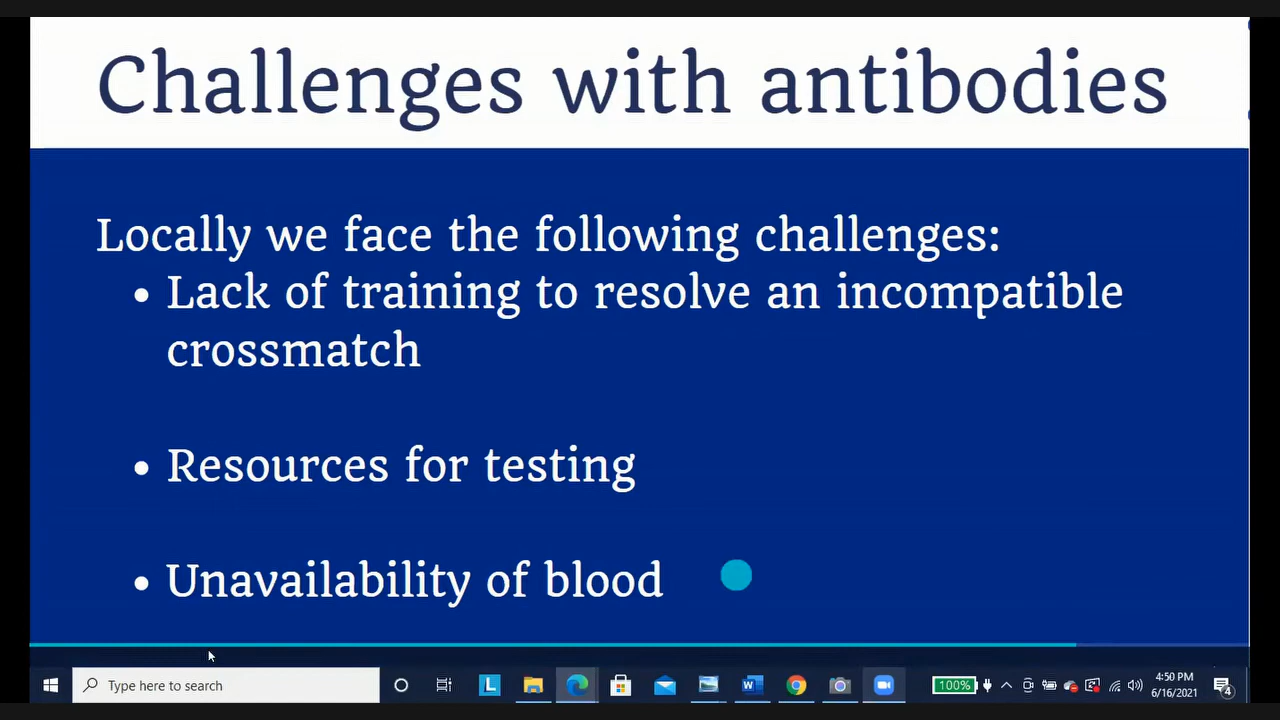 Challenges with antibodies
Locally we face the following challenges:
• Lack of training to resolve an incompatible
crossmatch
• Resources for testing
• Unavailability of blood
Type here to search
L
100%
4:50 PM
6/16/2021
4